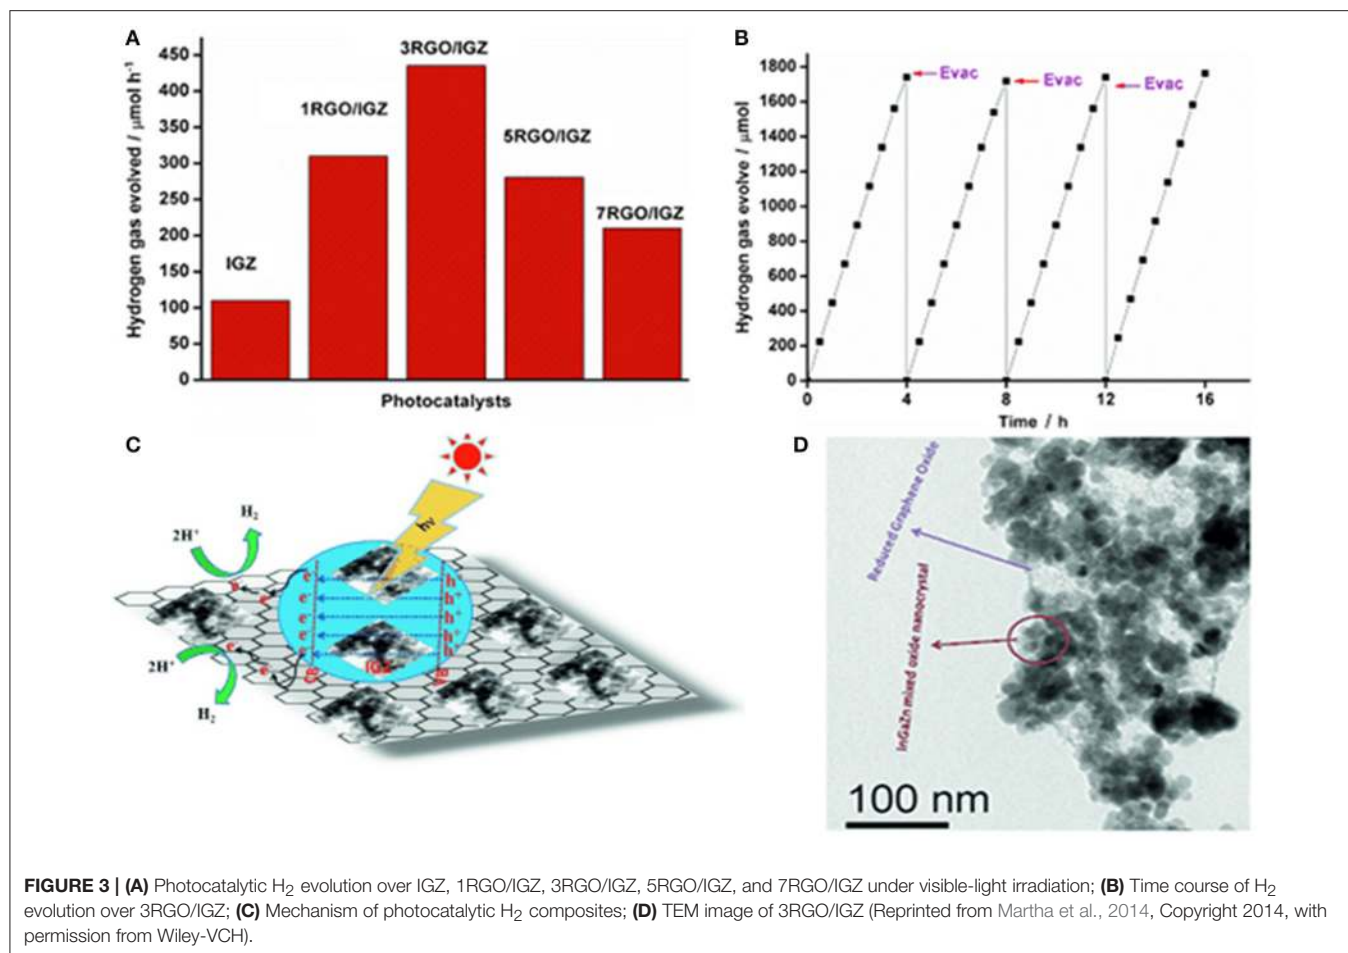 A
Hydrogen gas evolved / μmol h⁻¹
450
400
350
300
250
200
150
100
50
0
IGZ
1RGO/IGZ
3RGO/IGZ
5RGO/IGZ
7RGO/IGZ
Photocatalysts
B
Hydrogen gas evolve / μmol
1800
1600
1400
1200
1000
800
600
400
200
0
Evac
Evac
Evac
0 4 8 12 16
Time / h
C
hν
H₂
2H⁺
e
e
e
e⁻
e⁻
e⁻
e
h
h⁺
h⁺
h⁺
h⁺
e
e
2H⁺
H₂
CB
IGZ
VB
D
Reduced Graphane Oxide
InGaZn mixed oxide nanocrystal
100 nm
FIGURE 3 | (A) Photocatalytic H₂ evolution over IGZ, 1RGO/IGZ, 3RGO/IGZ, 5RGO/IGZ, and 7RGO/IGZ under visible-light irradiation; (B) Time course of H₂
evolution over 3RGO/IGZ; (C) Mechanism of photocatalytic H₂ composites; (D) TEM image of 3RGO/IGZ (Reprinted from Martha et al., 2014, Copyright 2014, with
permission from Wiley-VCH).